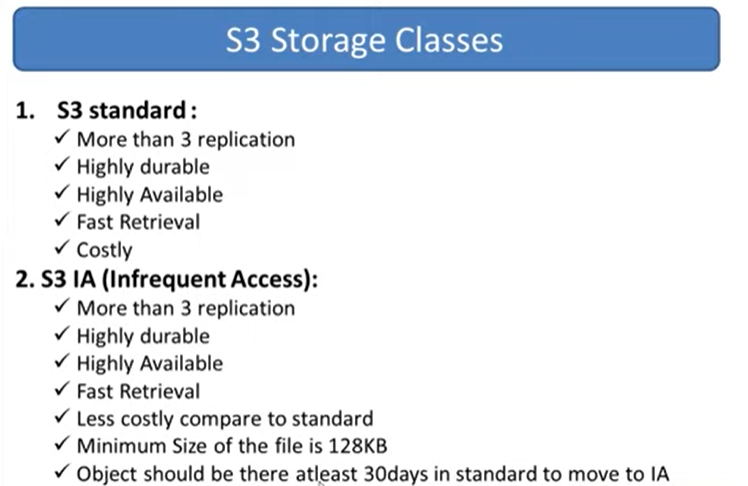 S3 Storage Classes
1. S3 standard :
✓ More than 3 replication
✓ Highly durable
✓ Highly Available
✓ Fast Retrieval
✓ Costly
2. S3 IA (Infrequent Access):
✓ More than 3 replication
✓ Highly durable
✓ Highly Available
✓ Fast Retrieval
✓ Less costly compare to standard
✓ Minimum Size of the file is 128KB
✓ Object should be there atleast 30days in standard to move to IA